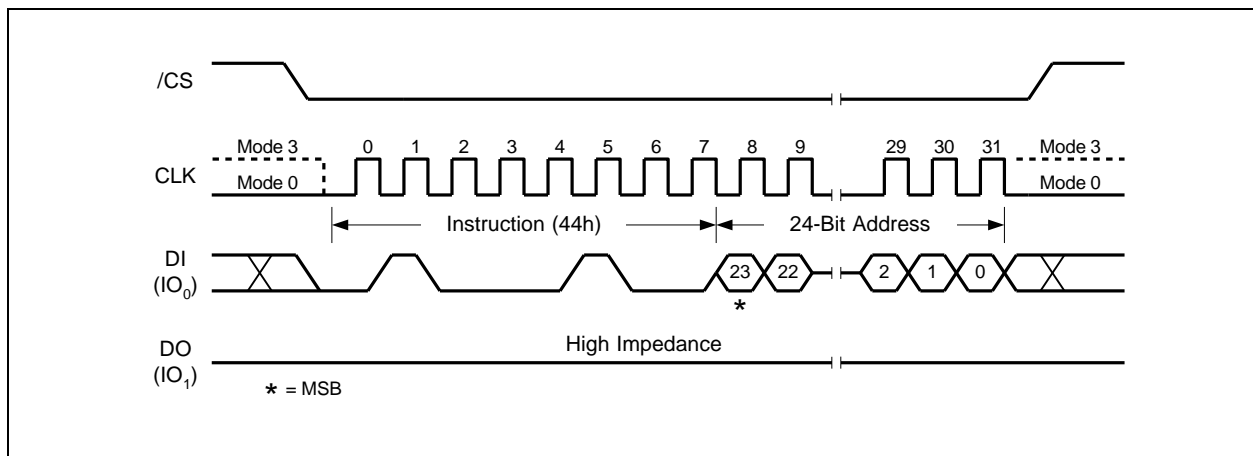 /CS
Mode 3 0 1 2 3 4 5 6 7 8 9 29 30 31 Mode 3
CLK
Mode 0 Mode 0
Instruction (44h) 24-Bit Address
DI
(IO0)
23 22 2 1 0
*
High Impedance
DO
(IO1)
* = MSB